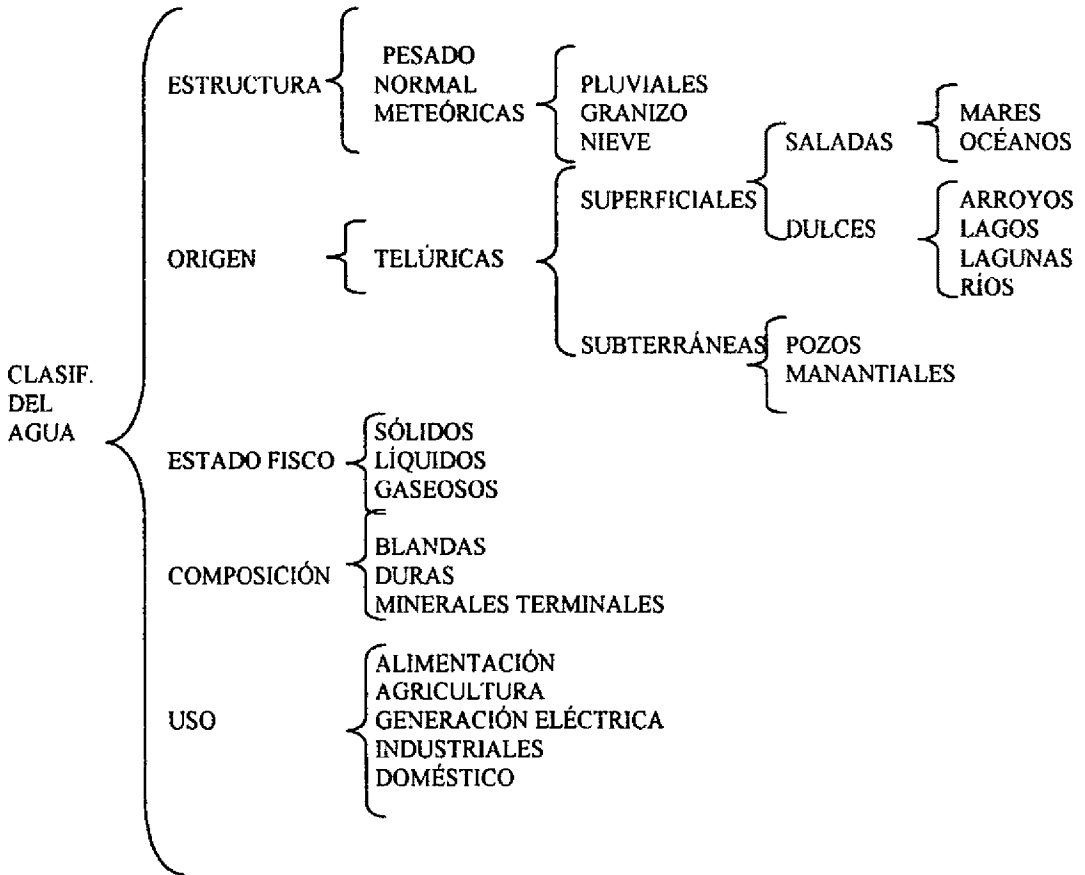 CLASIF.
DEL
AGUA
ESTRUCTURA
PESADO
NORMAL
METEÓRICAS
PLUVIALES
GRANIZO
NIEVE
ORIGEN
TELÚRICAS
SUPERFICIALES
SALADAS
MARES
OCÉANOS
DULCES
ARROYOS
LAGOS
LAGUNAS
RÍOS
SUBTERRÁNEAS
POZOS
MANANTIALES
ESTADO FISCO
SÓLIDOS
LÍQUIDOS
GASEOSOS
COMPOSICIÓN
BLANDAS
DURAS
MINERALES TERMINALES
USO
ALIMENTACIÓN
AGRICULTURA
GENERACIÓN ELÉCTRICA
INDUSTRIALES
DOMÉSTICO